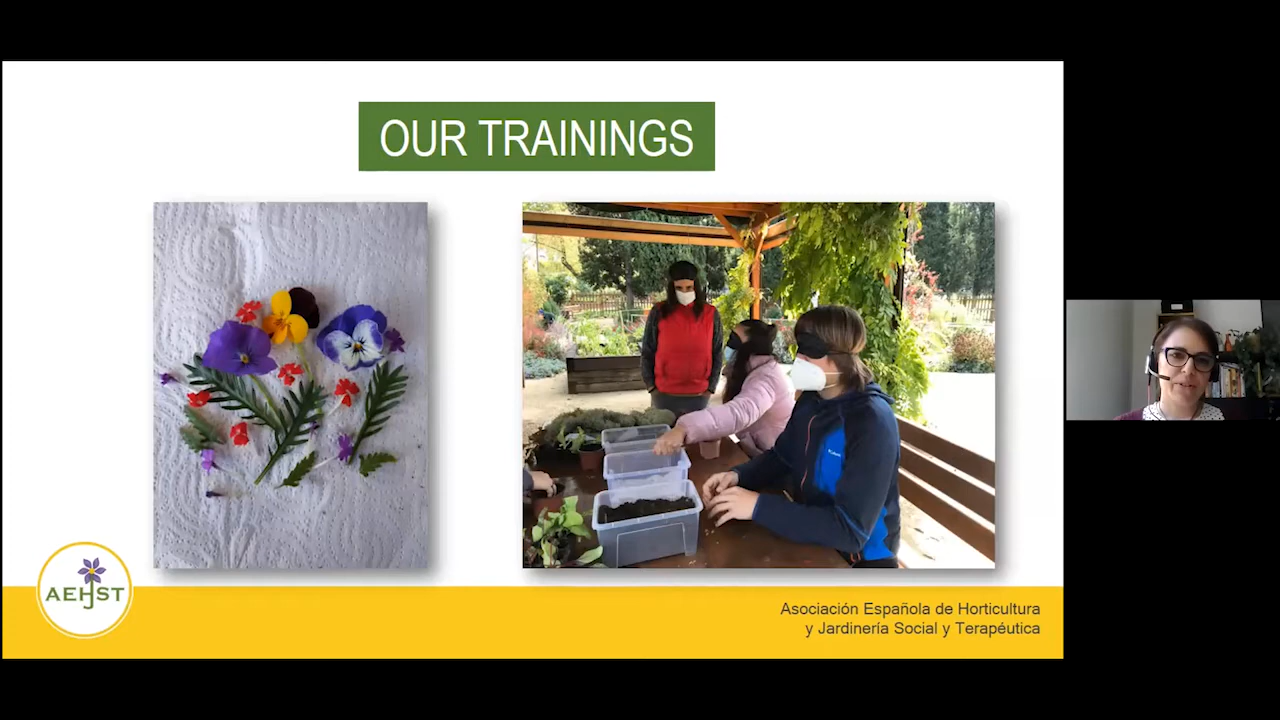 OUR TRAININGS
AEHST
Asociación Española de Horticultura
y Jardinería Social y Terapéutica